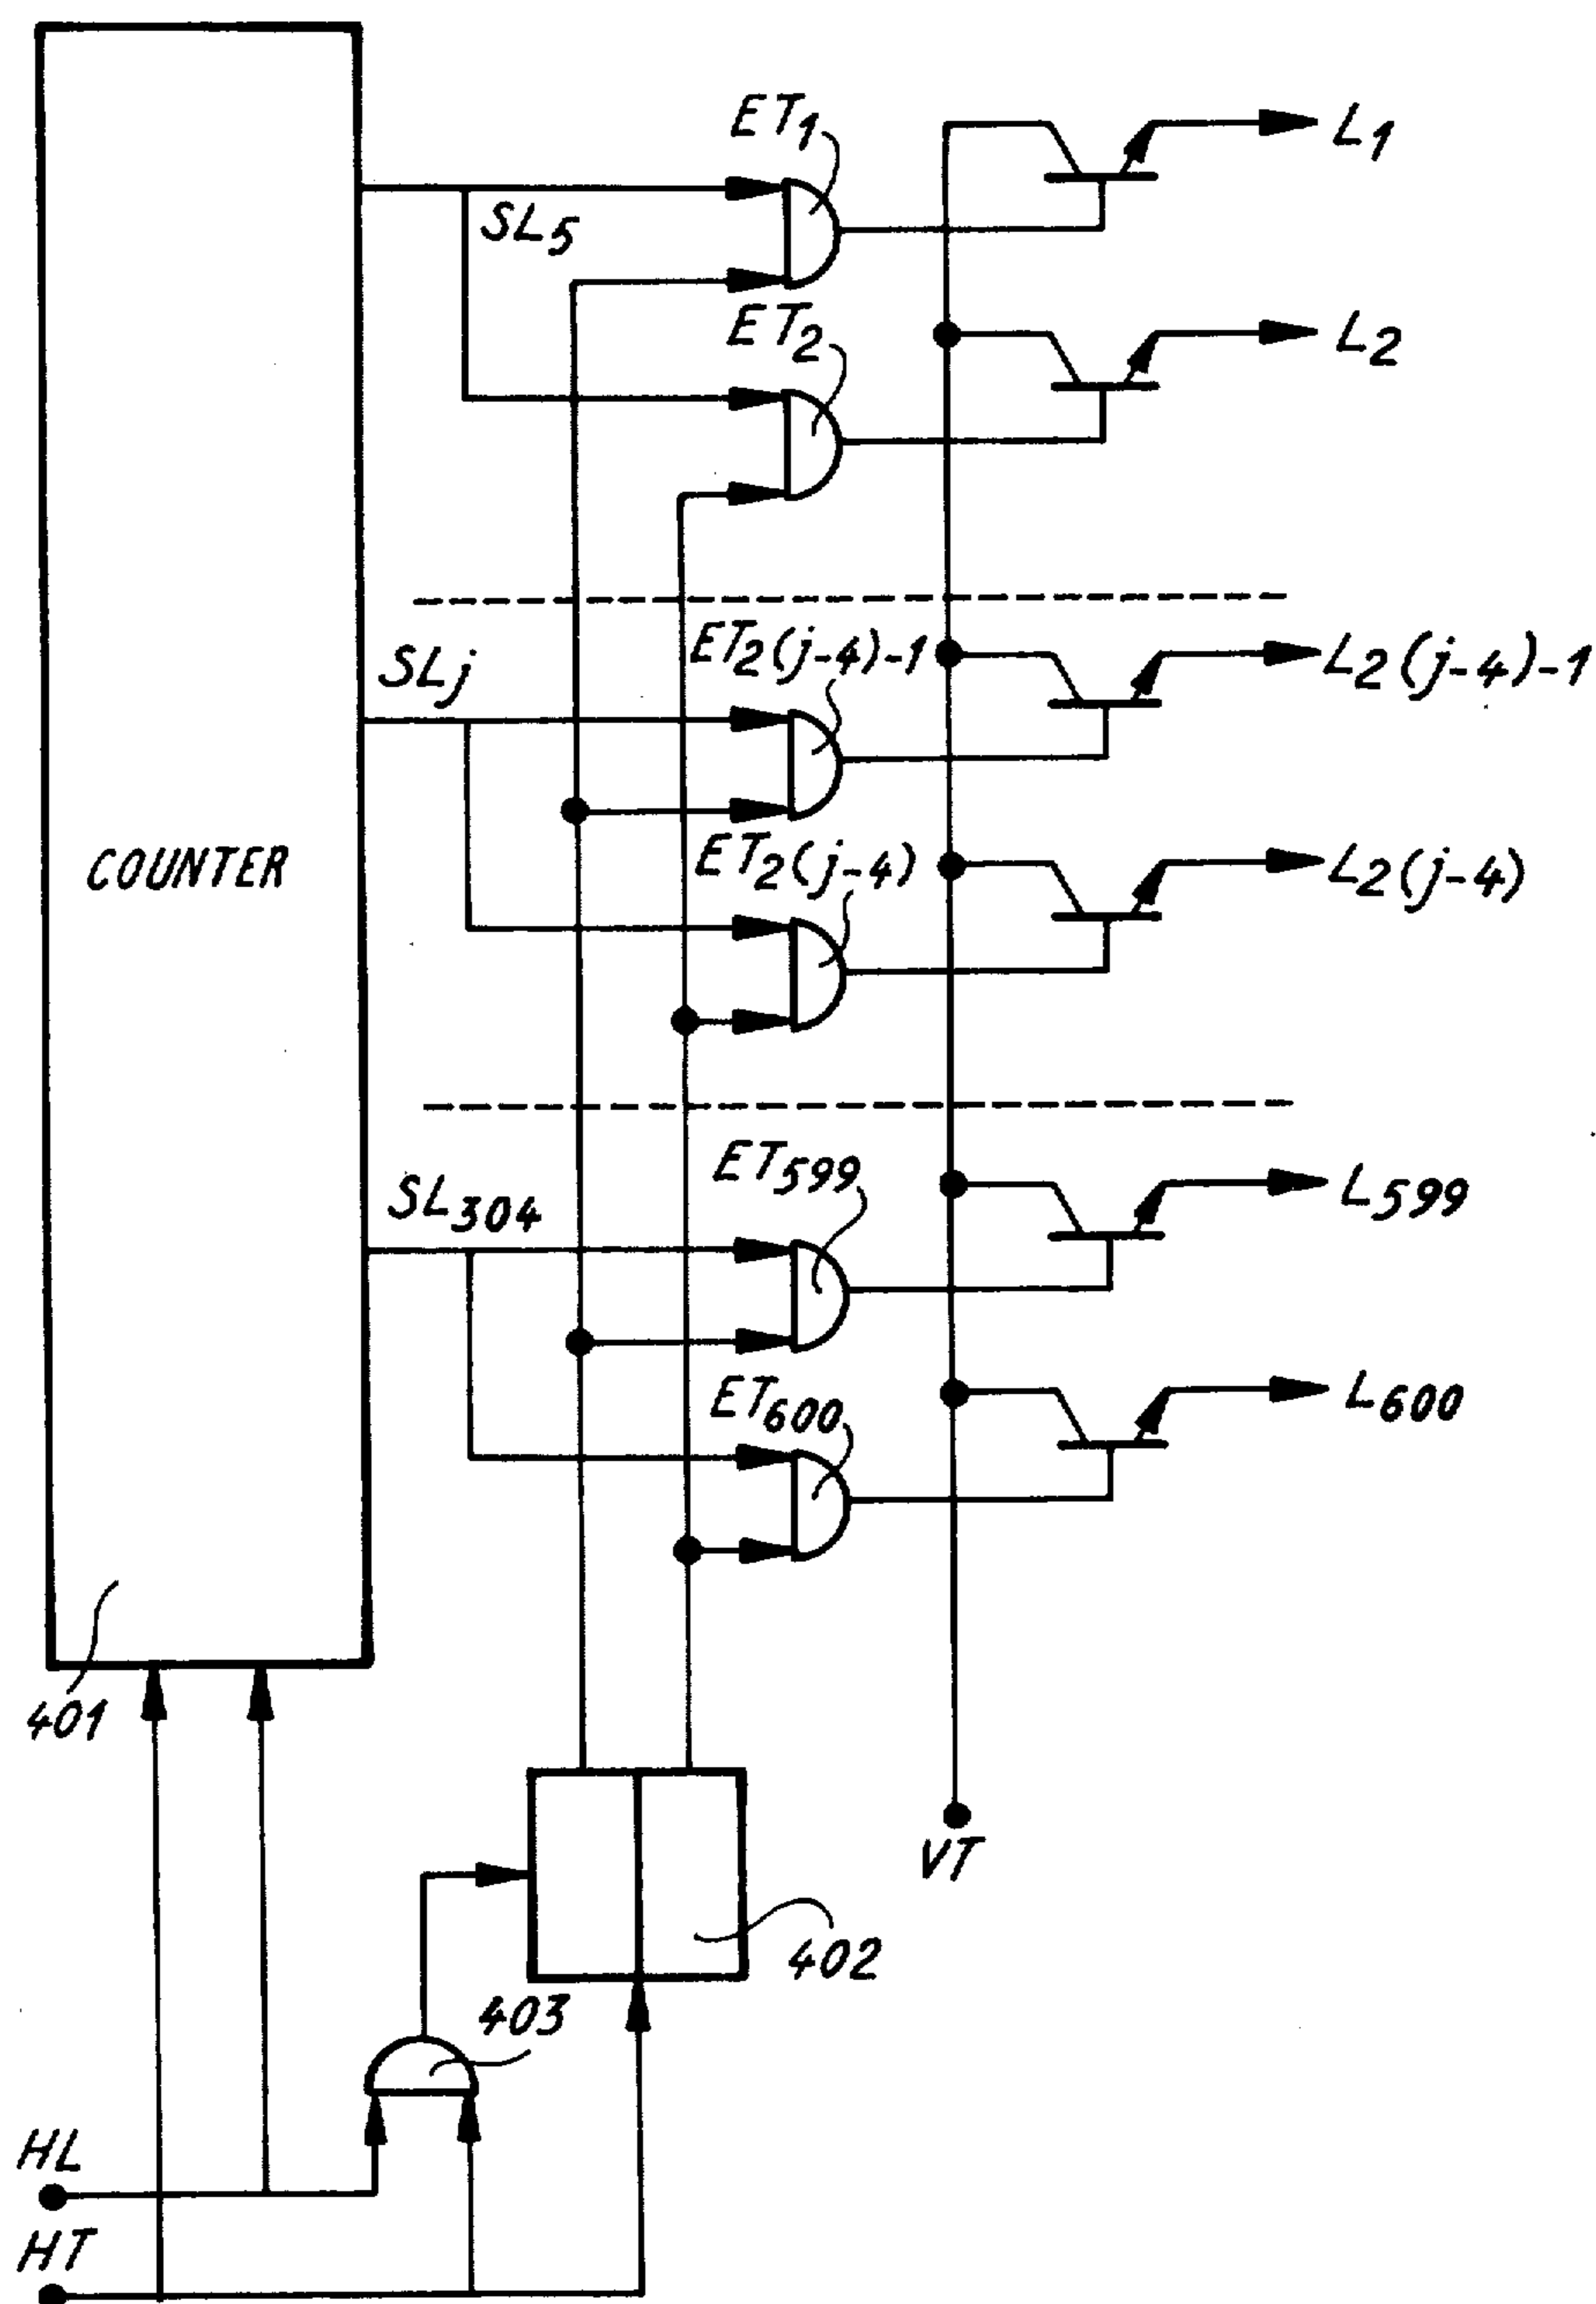 ET1
L1
SL5
ET2
L2
ET2(j-4)-1
L2(j-4)-1
SLj
ET2(j-4)
L2(j-4)
COUNTER
ET599
L599
SL304
ET600
L600
401
VT
402
403
HL
HT